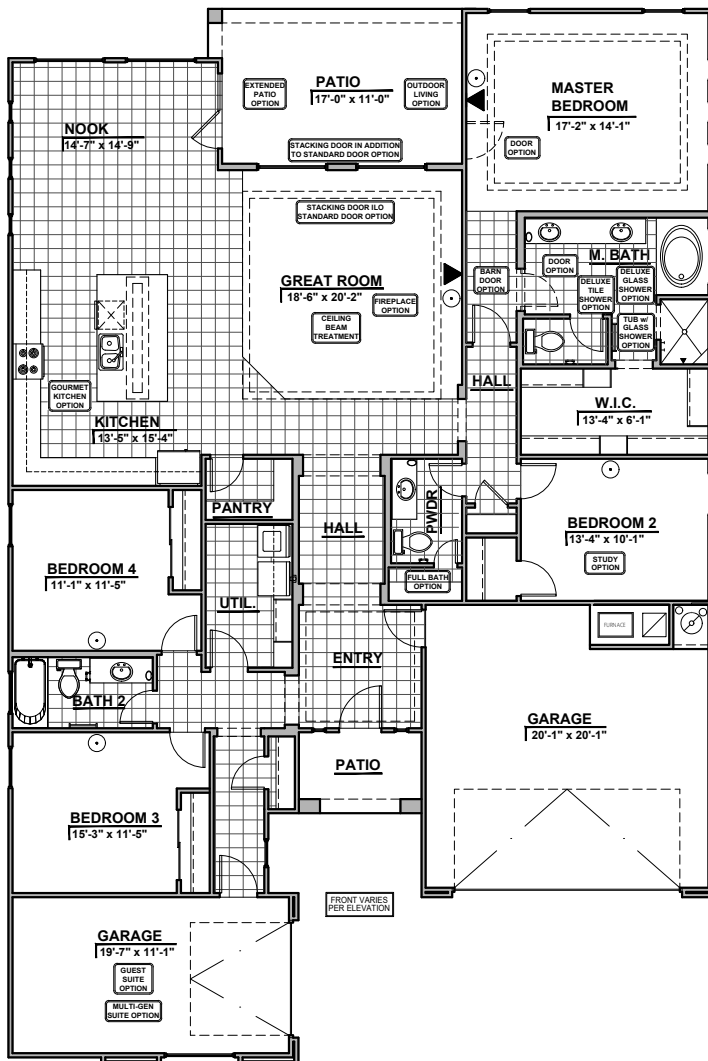 PATIO
17'-0" x 11'-0"
EXTENDED
PATIO
OPTION
OUTDOOR
LIVING
OPTION
STACKING DOOR IN ADDITION
TO STANDARD DOOR OPTION
MASTER
BEDROOM
17'-2" x 14'-1"
DOOR
OPTION
NOOK
14'-7" x 14'-9"
STACKING DOOR ILO
STANDARD DOOR OPTION
GREAT ROOM
18'-6" x 20'-2"
FIREPLACE
OPTION
CEILING
BEAM
TREATMENT
BARN
DOOR
OPTION
M. BATH
DOOR
OPTION
DELUXE
TILE
SHOWER
OPTION
DELUXE
GLASS
SHOWER
OPTION
TUB w/
GLASS
SHOWER
OPTION
GOURMET
KITCHEN
OPTION
KITCHEN
13'-5" x 15'-4"
HALL
W.I.C.
13'-4" x 6'-1"
PANTRY
HALL
PWDR
FULL BATH
OPTION
BEDROOM 2
13'-4" x 10'-1"
STUDY
OPTION
BEDROOM 4
11'-1" x 11'-5"
UTIL.
FURNACE
ENTRY
BATH 2
GARAGE
20'-1" x 20'-1"
PATIO
BEDROOM 3
15'-3" x 11'-5"
FRONT VARIES
PER ELEVATION
GARAGE
19'-7" x 11'-1"
GUEST
SUITE
OPTION
MULTI-GEN
SUITE OPTION